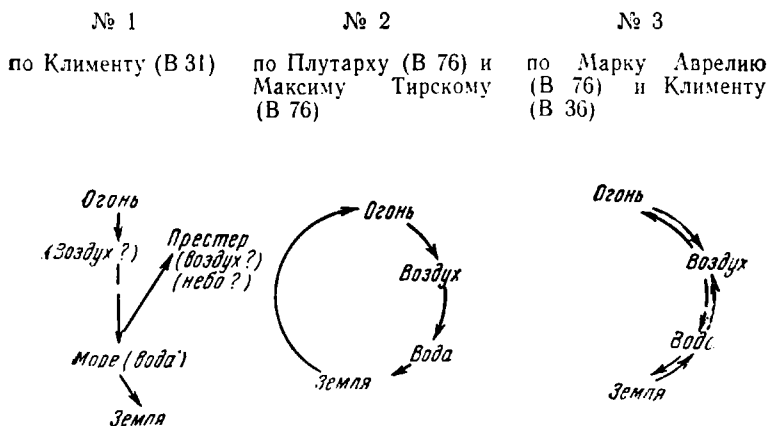 № 1
по Клименту (В 31)
№ 2
по Плутарху (В 76) и
Максиму Тирскому
(В 76)
№ 3
по Марку Аврелию
(В 76) и Клименту
(В 36)
Огонь
(Воздух?)
Престер
(воздух?)
(небо?)
Море (вода)
Земля
Огонь
Воздух
Вода
Земля
Огонь
Воздух
Вода
Земля